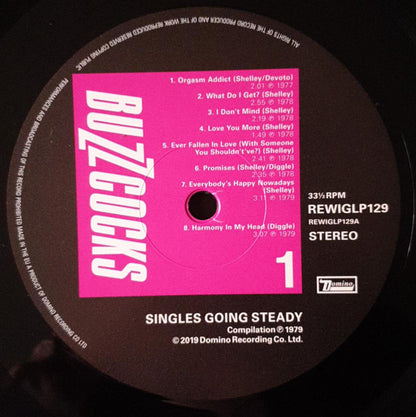 ALL RIGHTS OF THE RECORD PRODUCER AND OF THE WORK REPRODUCED RESERVED. COPYING PUBLIC
PERFORMANCES AND BROADCASTING OF THIS RECORD PROHIBITED MADE IN THE EU A PRODUCT OF DOMINO RECORDING CO LTD
BUZZCOCKS
1. Orgasm Addict (Shelley/Devoto)
2.01 ℗ 1977
2. What Do I Get? (Shelley)
2.55 ℗ 1978
3. I Don't Mind (Shelley)
2.19 ℗ 1978
4. Love You More (Shelley)
1.49 ℗ 1978
5. Ever Fallen In Love (With Someone
You Shouldn't've?) (Shelley)
2.41 ℗ 1978
6. Promises (Shelley/Diggle)
2.35 ℗ 1978
7. Everybody's Happy Nowadays
(Shelley)
3.11 ℗ 1979
8. Harmony In My Head (Diggle)
3.07 ℗ 1979
1
33⅓ RPM
REWIGLP129
REWIGLP129A
STEREO
Domino
SINGLES GOING STEADY
Compilation ℗ 1979
© 2019 Domino Recording Co. Ltd.